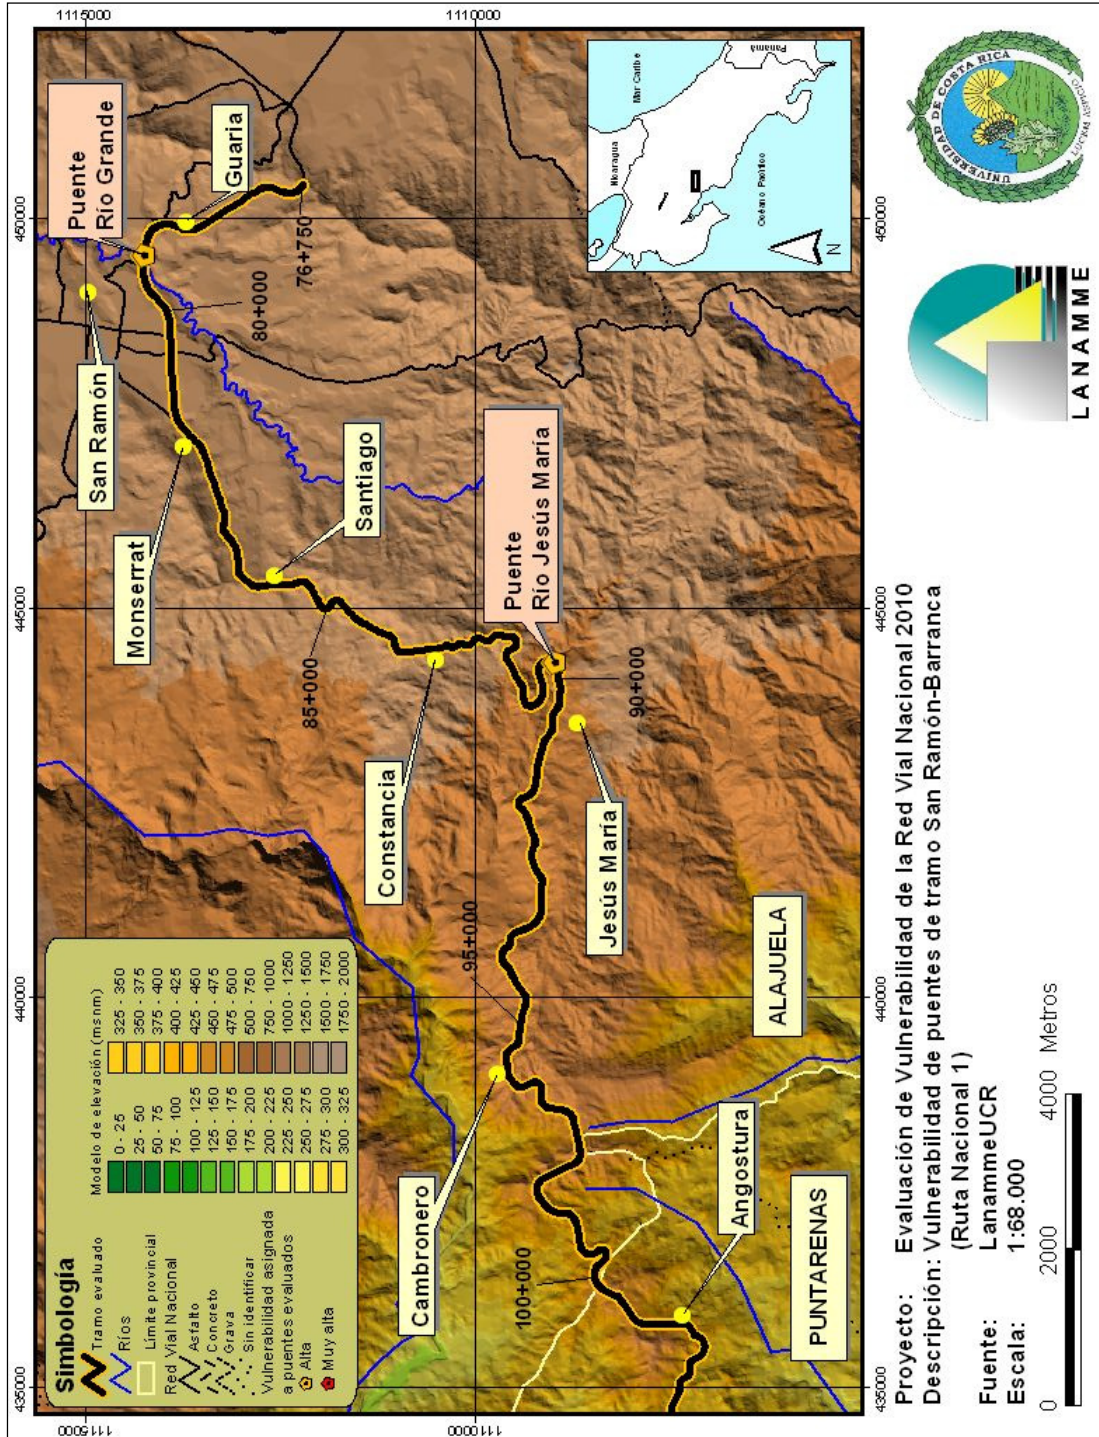 Simbología
Tramo evaluado
Ríos
Límite provincial
Red Vial Nacional
Asfalto
Concreto
Grava
Sin identificar
Vulnerabilidad asignada
a puentes evaluados
Alta
Muy alta
Modelo de elevación (msnm)
0 - 25
25 - 50
50 - 75
75 - 100
100 - 125
125 - 150
150 - 175
175 - 200
200 - 225
225 - 250
250 - 275
275 - 300
300 - 325
325 - 350
350 - 375
375 - 400
400 - 425
425 - 450
450 - 475
475 - 500
500 - 750
750 - 1000
1000 - 1250
1250 - 1500
1500 - 1750
1750 - 2000
435000
440000
445000
450000
1115000
1110000
435000
440000
445000
450000
1115000
1110000
Puente
Río Grande
Guaria
76+750
80+000
San Ramón
Monserrat
Santiago
85+000
Constancia
Puente
Río Jesús María
90+000
Jesús María
95+000
Cambronero
ALAJUELA
Angostura
100+000
PUNTARENAS
Nicaragua
Mar Caribe
Panamá
Océano Pacífico
N
Proyecto: Evaluación de Vulnerabilidad de la Red Vial Nacional 2010
Descripción: Vulnerabilidad de puentes de tramo San Ramón-Barranca
(Ruta Nacional 1)
Fuente: LanammeUCR
Escala: 1:68.000
0 2000 4000 Metros
LANAMME
UNIVERSIDAD DE COSTA RICA
LUCEM ASPICIO